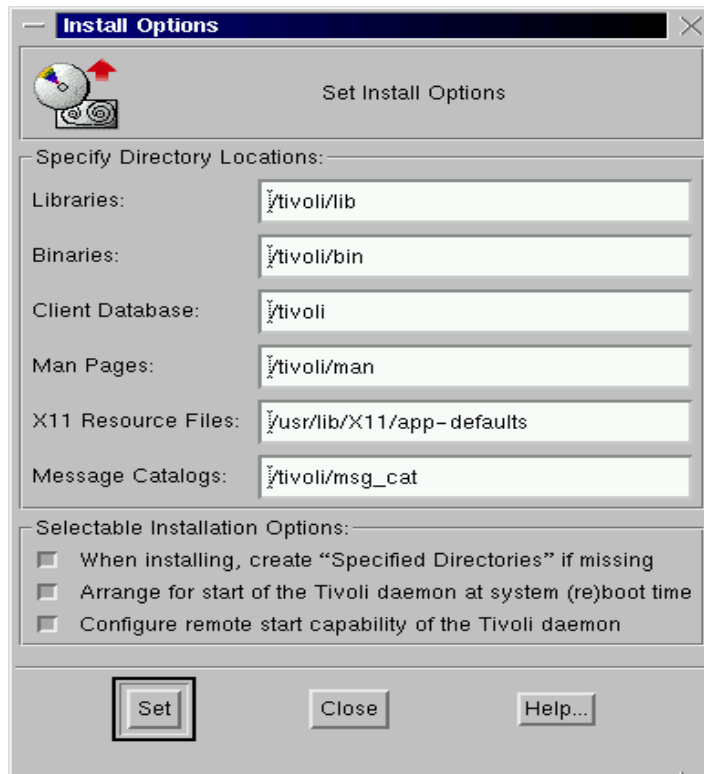 Install Options
Set Install Options
Specify Directory Locations:
Libraries: /tivoli/lib
Binaries: /tivoli/bin
Client Database: /tivoli
Man Pages: /tivoli/man
X11 Resource Files: /usr/lib/X11/app-defaults
Message Catalogs: /tivoli/msg_cat
Selectable Installation Options:
When installing, create “Specified Directories” if missing
Arrange for start of the Tivoli daemon at system (re)boot time
Configure remote start capability of the Tivoli daemon
Set Close Help...